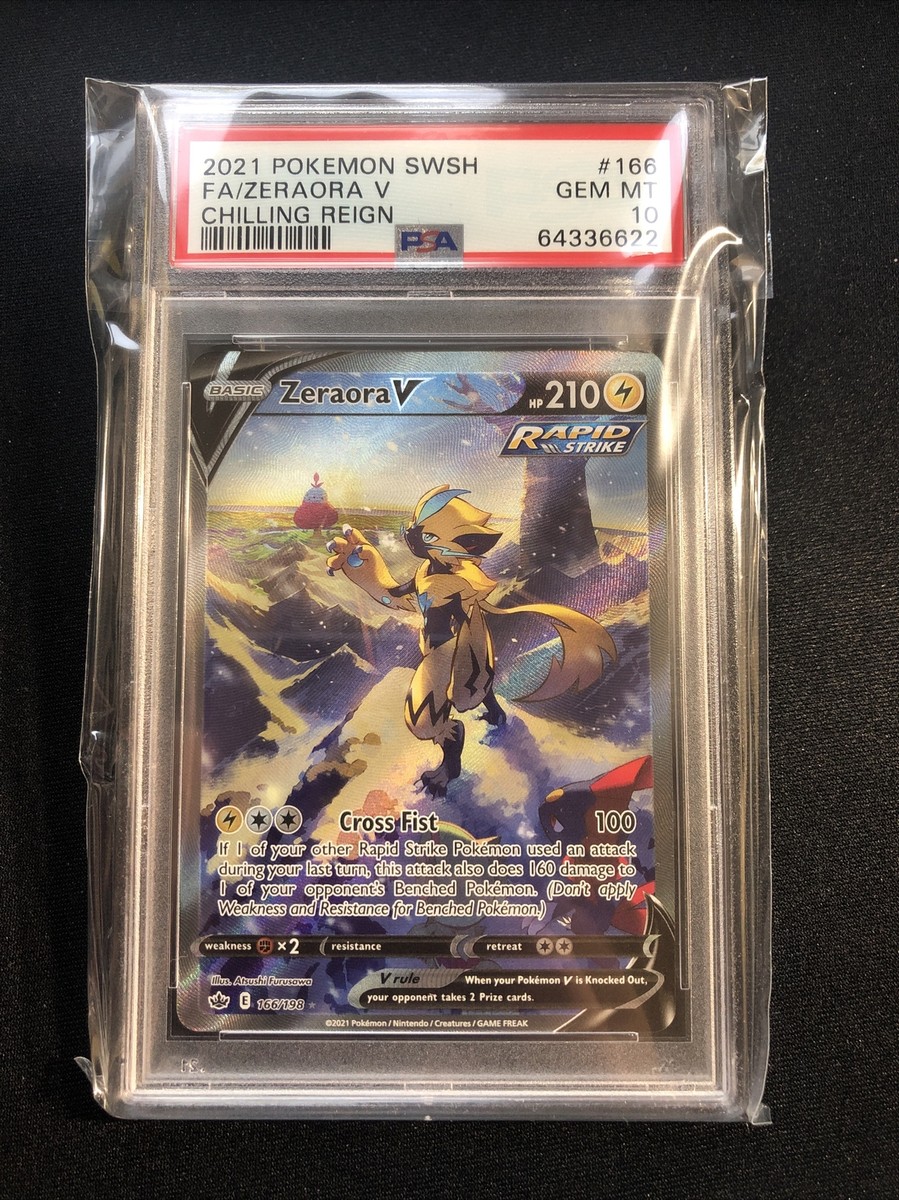 2021 POKEMON SWSH #166
FA/ZERAORA V GEM MT
CHILLING REIGN 10
PSA 64336622
BASIC Zeraora V HP 210
RAPID STRIKE
Cross Fist 100
If 1 of your other Rapid Strike Pokémon used an attack
during your last turn, this attack also does 160 damage to
1 of your opponent's Benched Pokémon. (Don't apply
Weakness and Resistance for Benched Pokémon.)
weakness ×2 resistance retreat
Illus. Atsushi Furusawa
V rule When your Pokémon V is Knocked Out,
your opponent takes 2 Prize cards.
E 166/198
©2021 Pokémon / Nintendo / Creatures / GAME FREAK